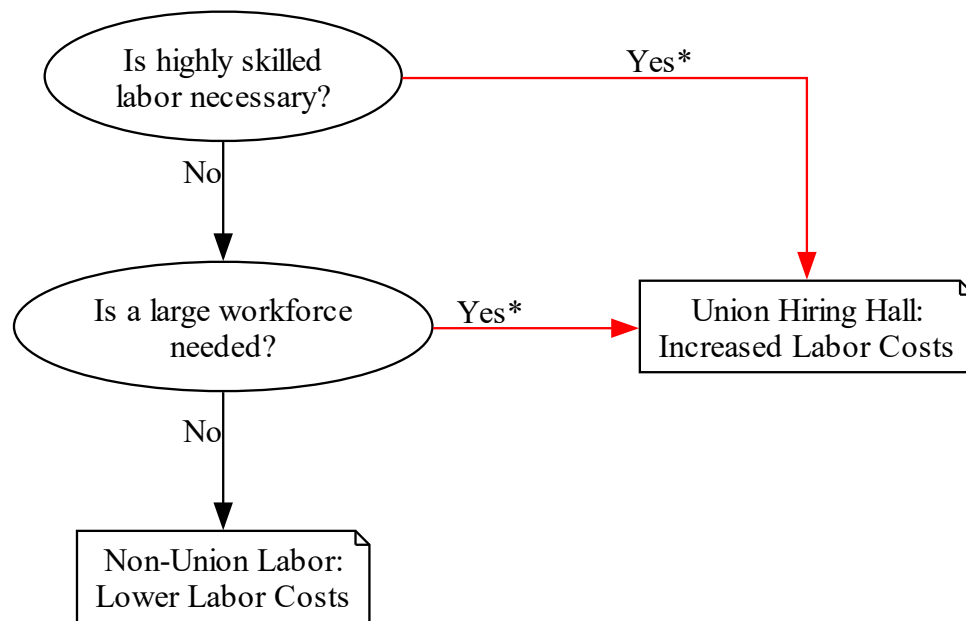 Is highly skilled
labor necessary?
Yes*
No
Is a large workforce
needed?
Yes*
Union Hiring Hall:
Increased Labor Costs
No
Non-Union Labor:
Lower Labor Costs